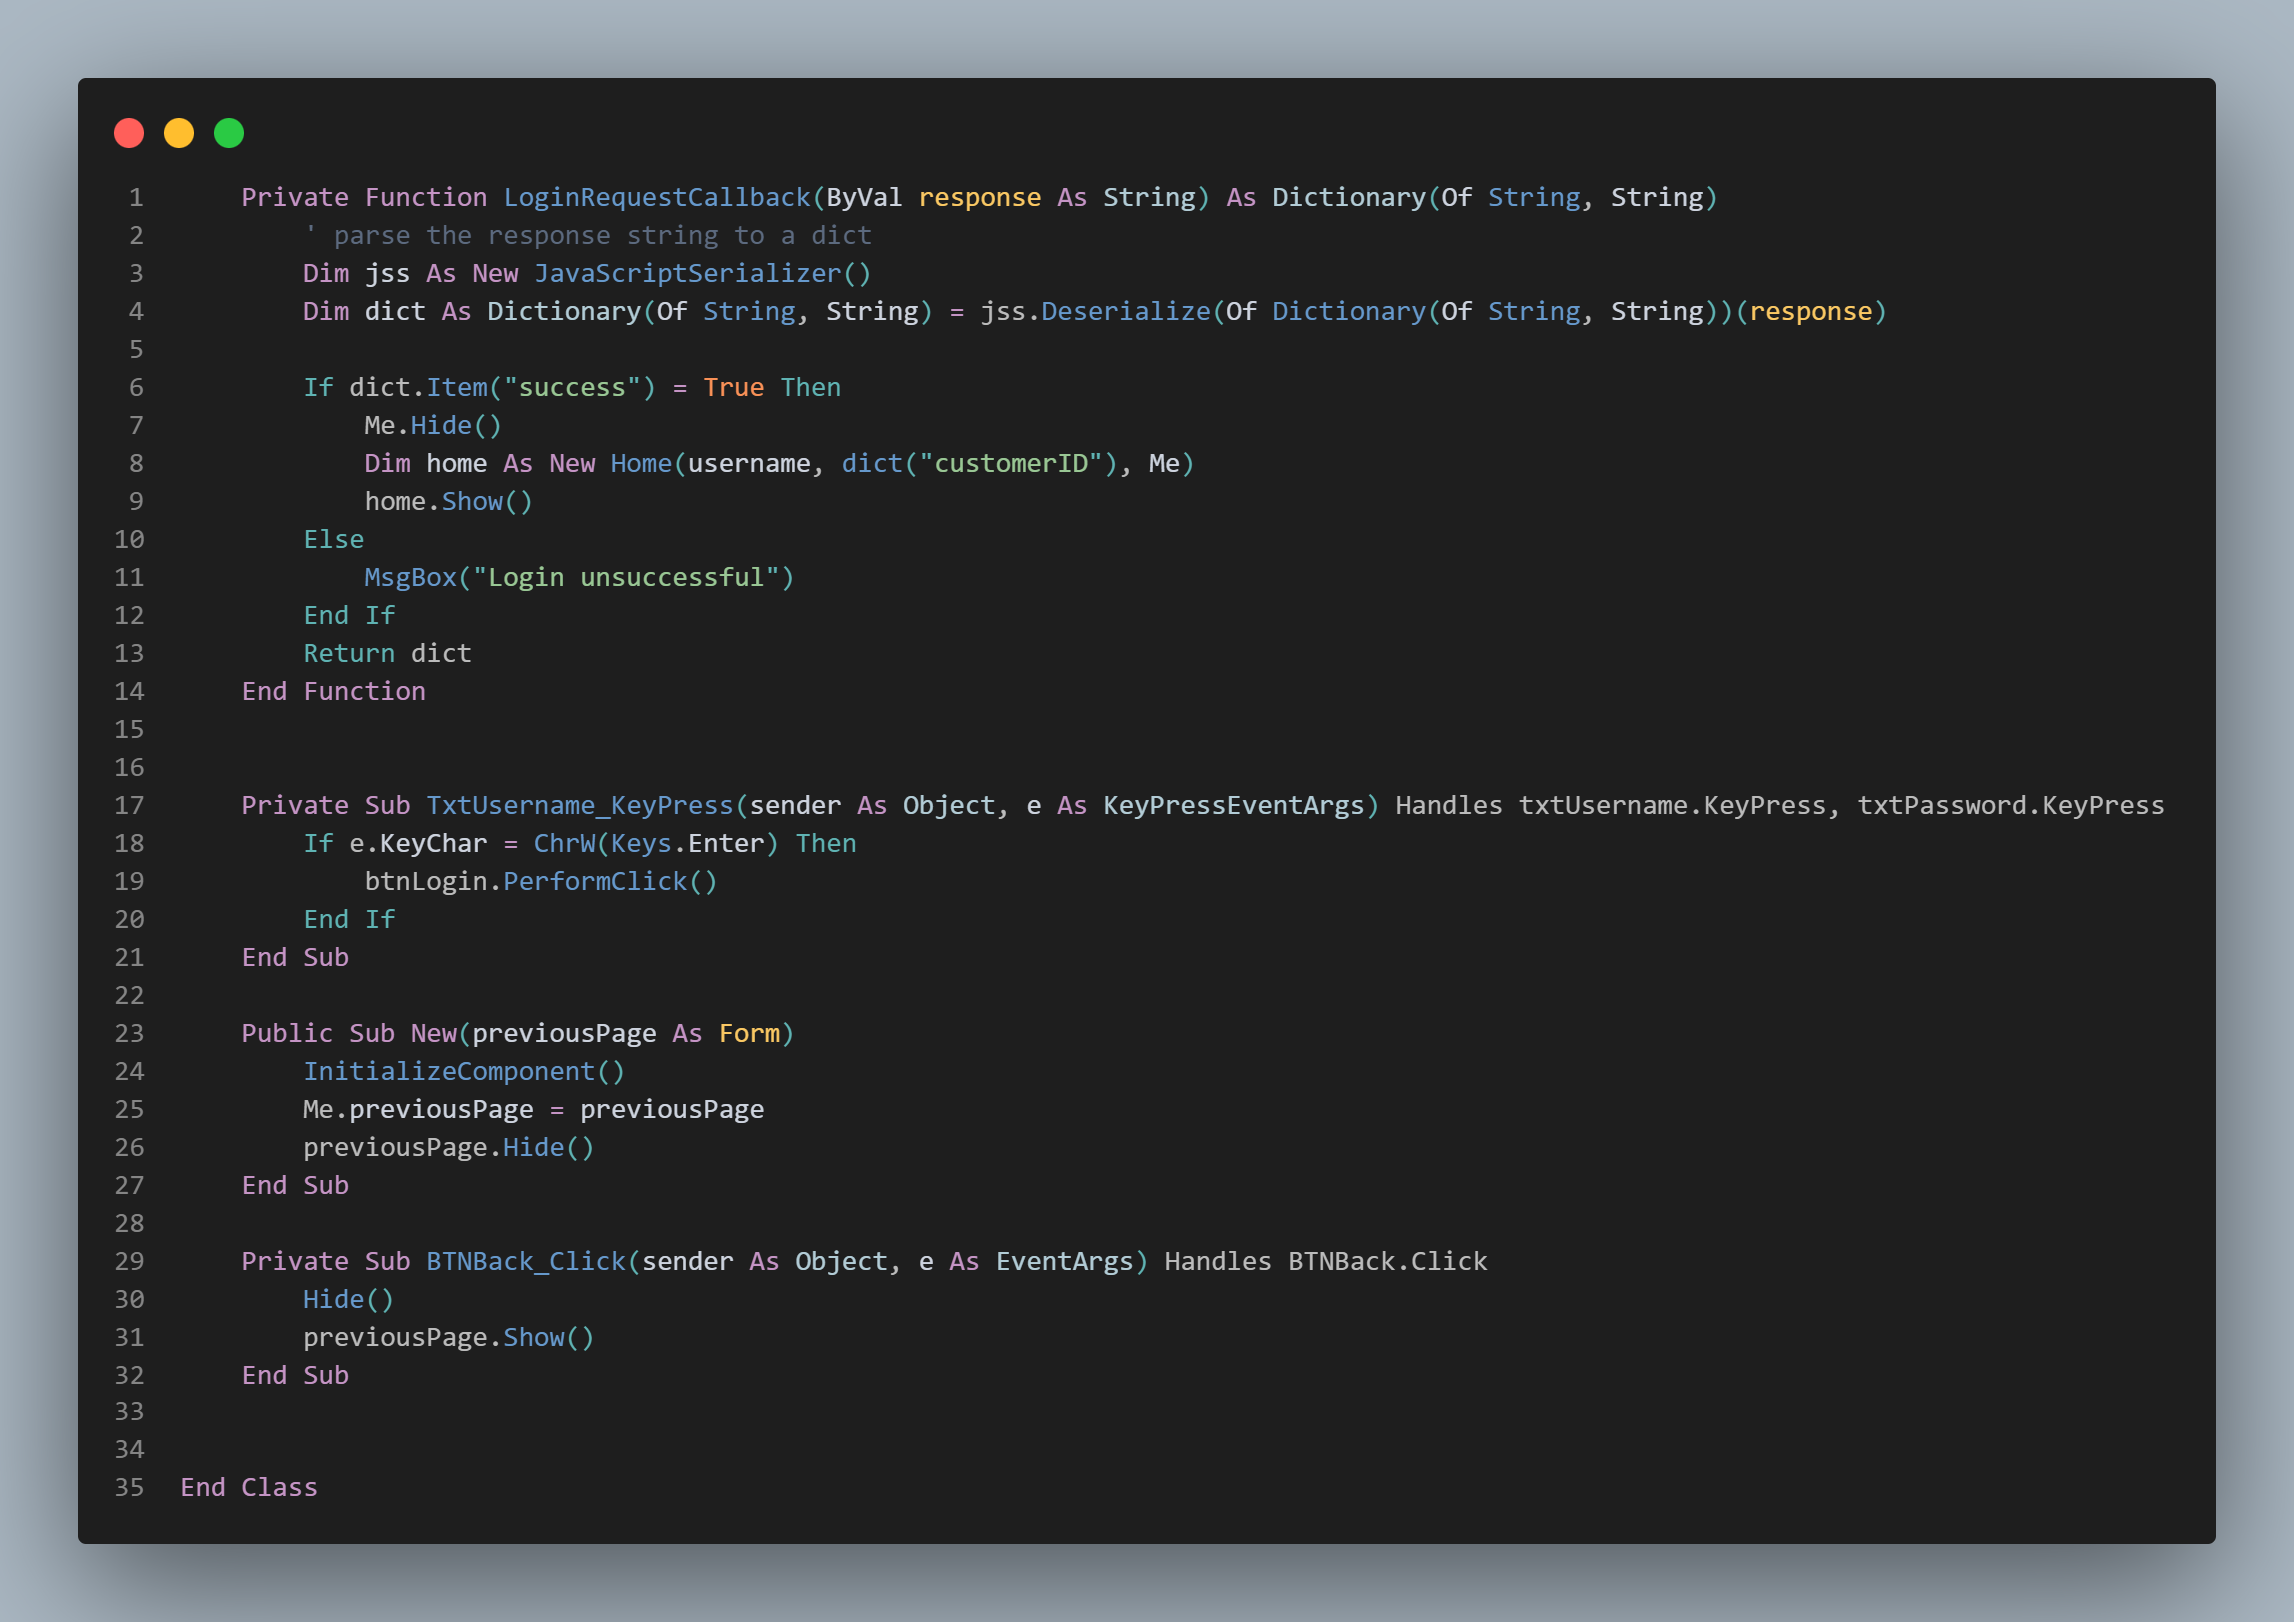 1    Private Function LoginRequestCallback(ByVal response As String) As Dictionary(Of String, String)
2        ' parse the response string to a dict
3        Dim jss As New JavaScriptSerializer()
4        Dim dict As Dictionary(Of String, String) = jss.Deserialize(Of Dictionary(Of String, String))(response)
5
6        If dict.Item("success") = True Then
7            Me.Hide()
8            Dim home As New Home(username, dict("customerID"), Me)
9            home.Show()
10        Else
11            MsgBox("Login unsuccessful")
12        End If
13        Return dict
14    End Function
15
16
17    Private Sub TxtUsername_KeyPress(sender As Object, e As KeyPressEventArgs) Handles txtUsername.KeyPress, txtPassword.KeyPress
18        If e.KeyChar = ChrW(Keys.Enter) Then
19            btnLogin.PerformClick()
20        End If
21    End Sub
22
23    Public Sub New(previousPage As Form)
24        InitializeComponent()
25        Me.previousPage = previousPage
26        previousPage.Hide()
27    End Sub
28
29    Private Sub BTNBack_Click(sender As Object, e As EventArgs) Handles BTNBack.Click
30        Hide()
31        previousPage.Show()
32    End Sub
33
34
35 End Class